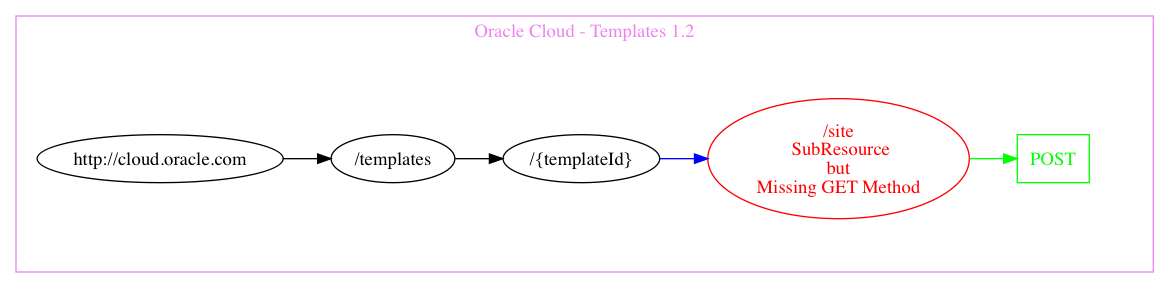 Oracle Cloud - Templates 1.2
http://cloud.oracle.com
/templates
/{templateId}
/site
SubResource
but
Missing GET Method
POST